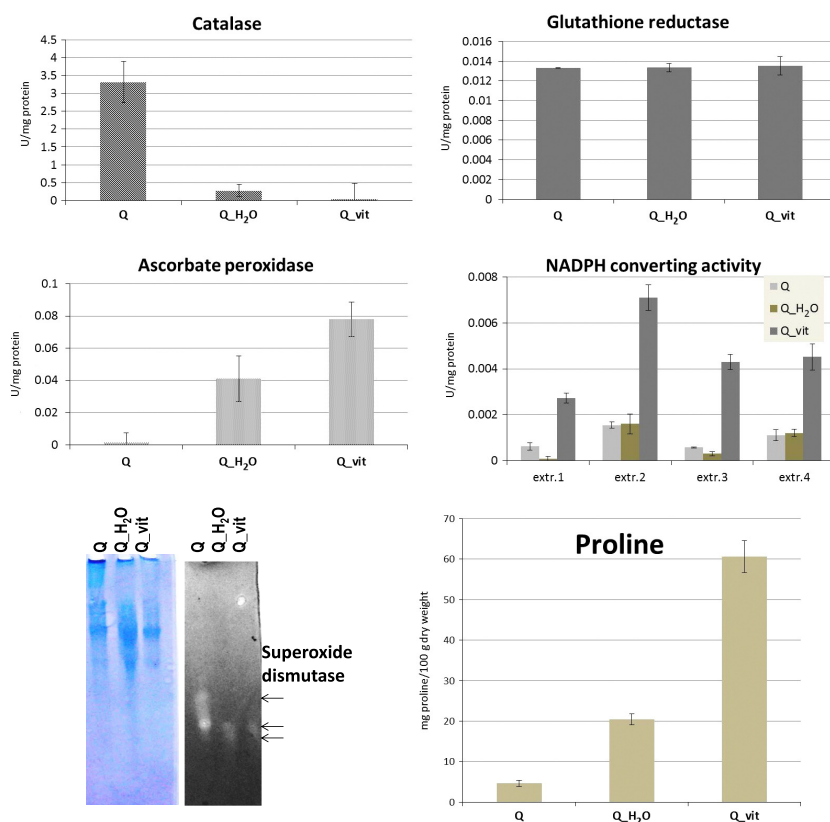 Catalase
4.5
4
3.5
3
2.5
2
1.5
1
0.5
0
U/mg protein
Q Q_H₂O Q_vit
Glutathione reductase
0.016
0.014
0.012
0.01
0.008
0.006
0.004
0.002
0
U/mg protein
Q Q_H₂O Q_vit
Ascorbate peroxidase
0.1
0.08
0.06
0.04
0.02
0
U/mg protein
Q Q_H₂O Q_vit
NADPH converting activity
0.008
0.006
0.004
0.002
0
U/mg protein
Q
Q_H₂O
Q_vit
extr.1 extr.2 extr.3 extr.4
Q Q_H₂O Q_vit
Q Q_H₂O Q_vit
Superoxide
dismutase
Proline
70
60
50
40
30
20
10
0
mg proline/100 g dry weight
Q Q_H₂O Q_vit